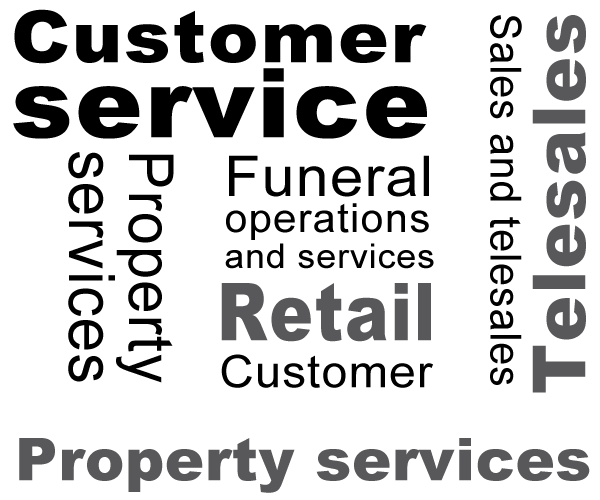 Customer
service
Property
services
Funeral
operations
and services
Retail
Customer
Sales and telesales
Telesales
Property services